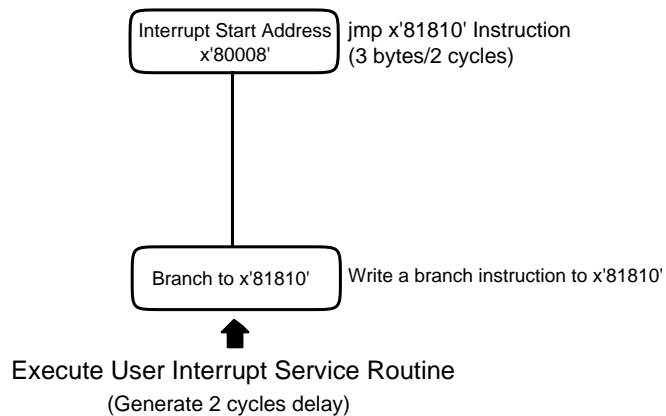 Interrupt Start Address
x'80008'
jmp x'81810' Instruction
(3 bytes/2 cycles)
Branch to x'81810'
Write a branch instruction to x'81810'
Execute User Interrupt Service Routine
(Generate 2 cycles delay)